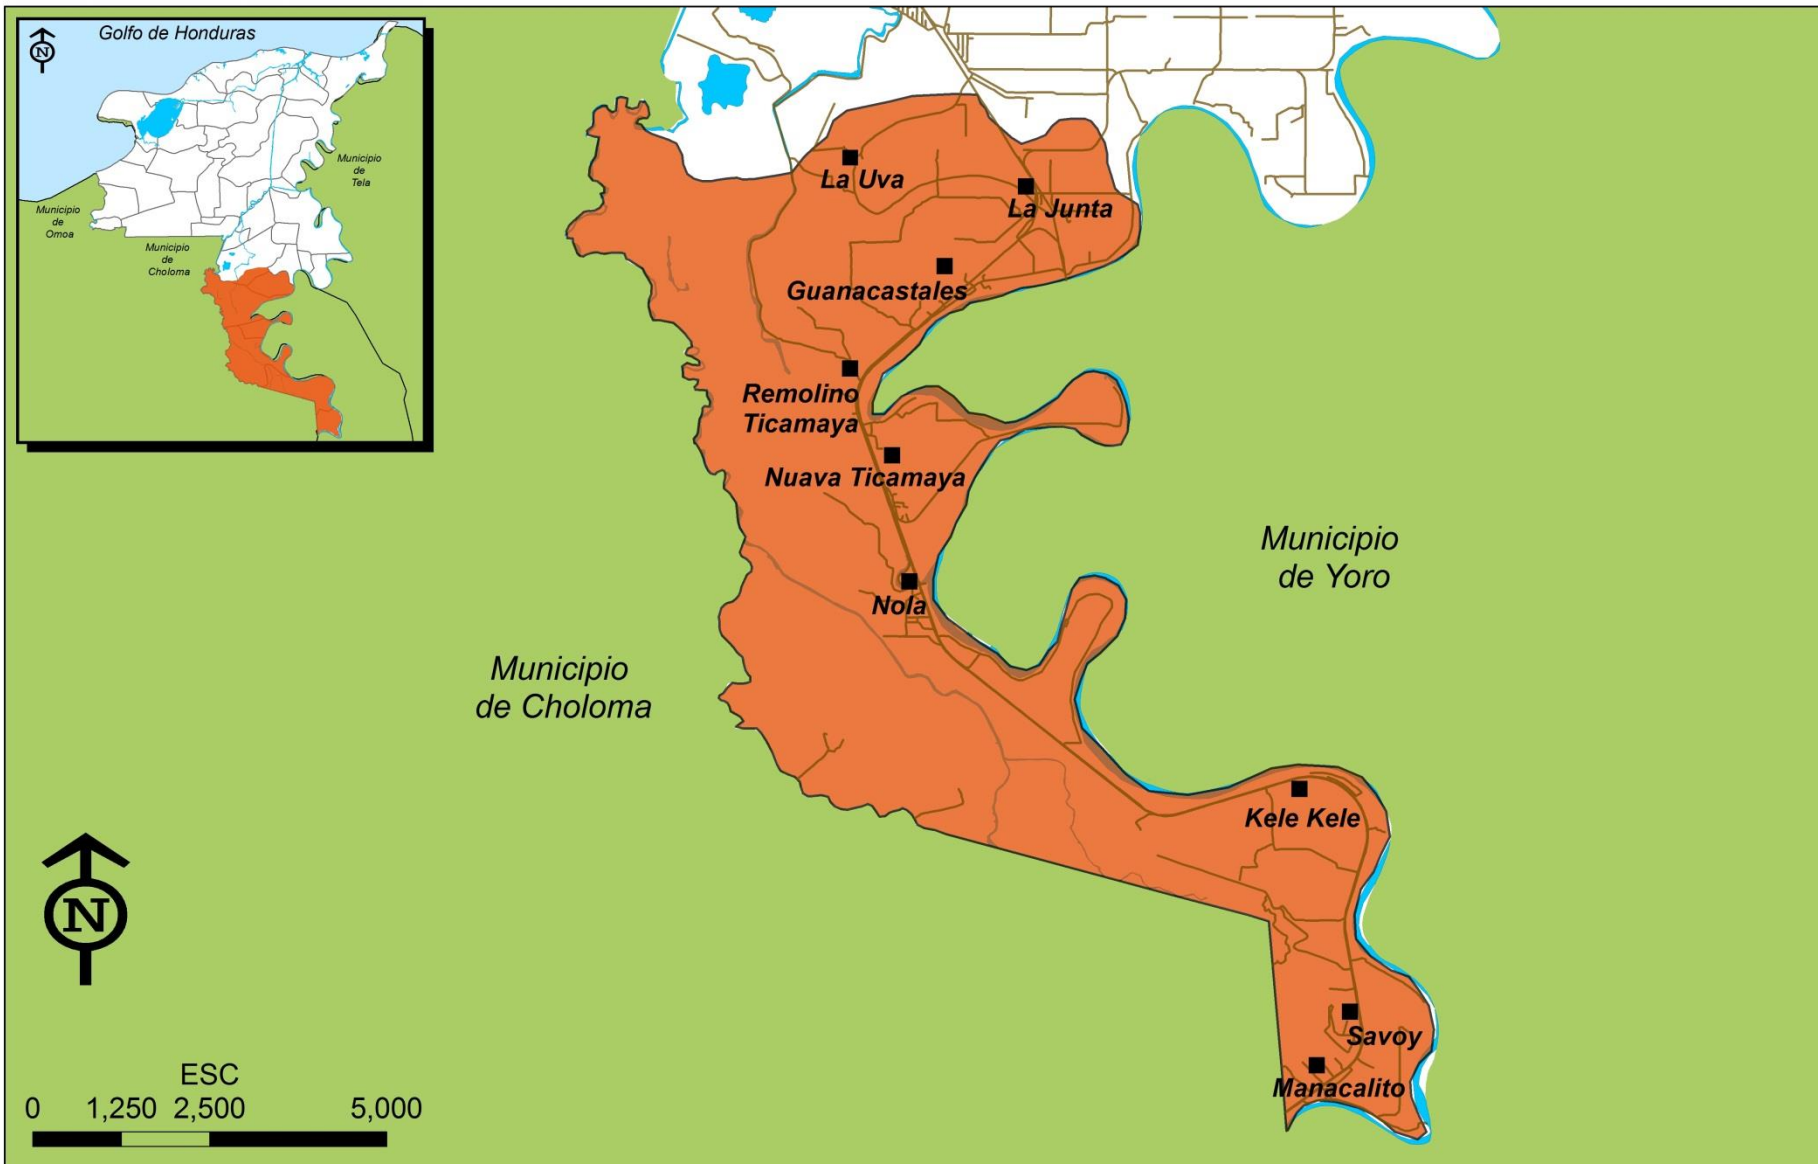 Golfo de Honduras
N
Municipio
de
Tela
Municipio
de
Omoa
Municipio
de
Choloma
La Uva
La Junta
Guanacastales
Remolino
Ticamaya
Nuava Ticamaya
Nola
Municipio
de Yoro
Municipio
de Choloma
Kele Kele
Savoy
Manacalito
N
ESC
0 1,250 2,500 5,000